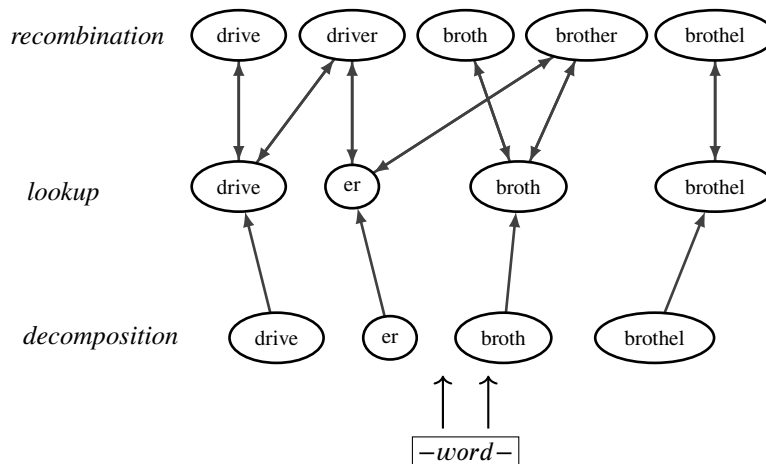 recombination drive driver broth brother brothel
lookup drive er broth brothel
decomposition drive er broth brothel
−word−